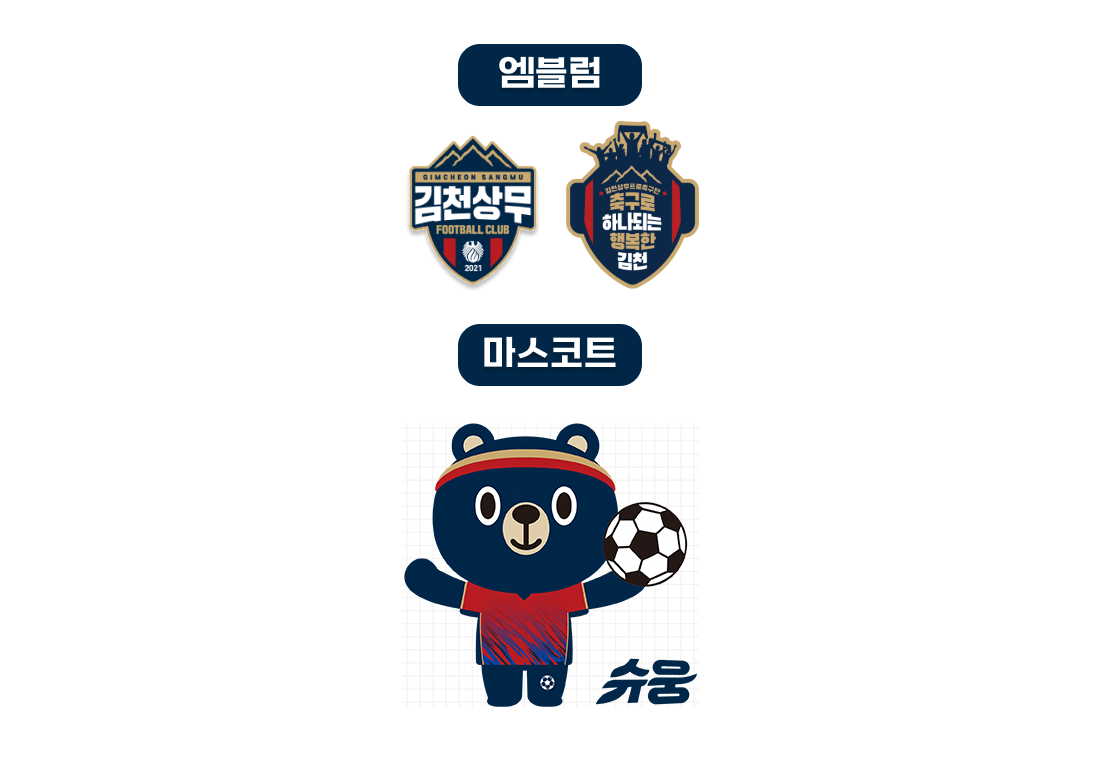 엠블럼
GIMCHEON SANGMU
김천상무
FOOTBALL CLUB
2021
김천상무프로축구단
축구로
하나되는
행복한
김천
마스코트
슈웅